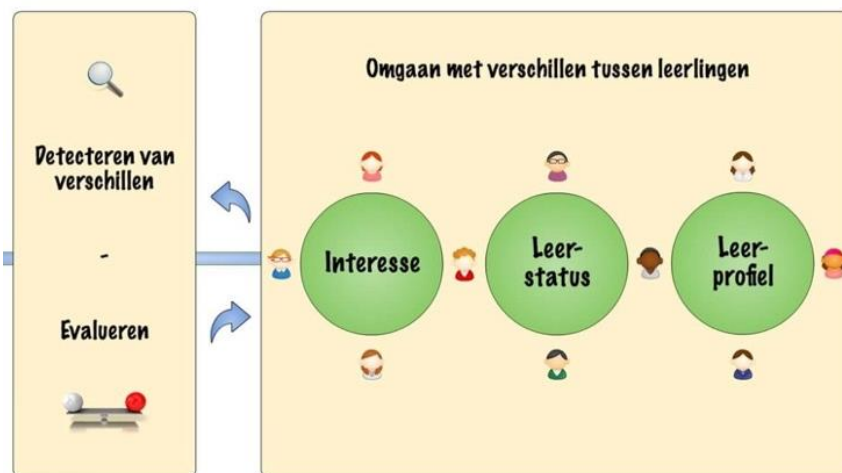 Detecteren van
verschillen
-
Evalueren
Omgaan met verschillen tussen leerlingen
Interesse
Leer-
status
Leer-
profiel